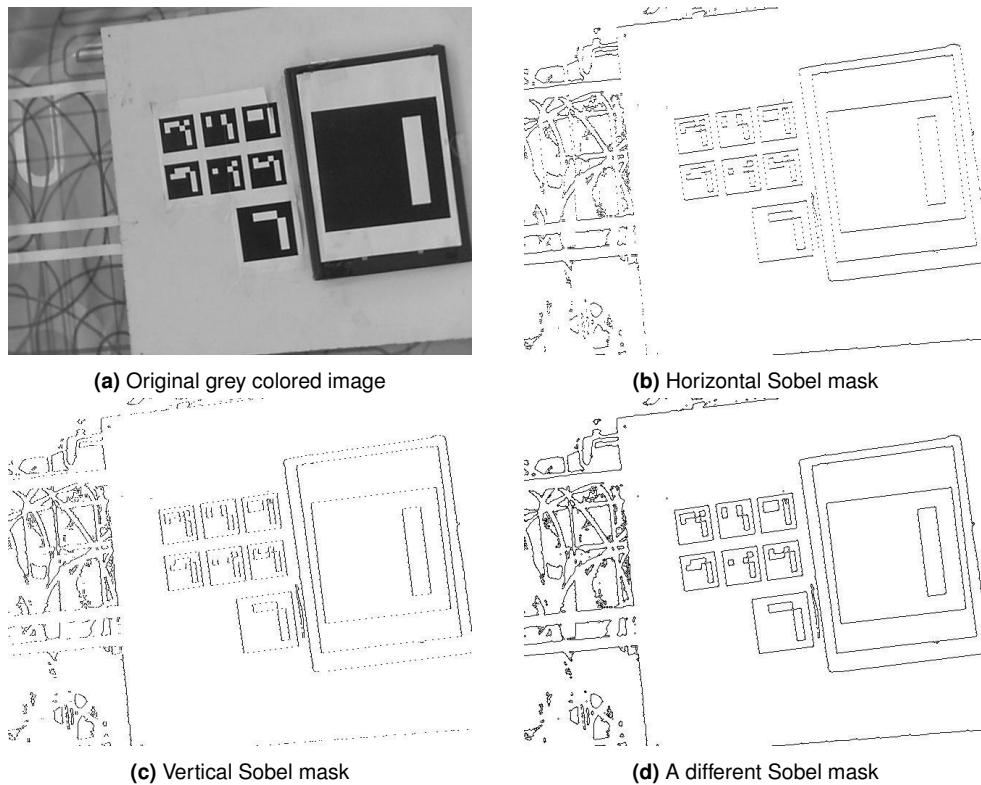 (a) Original grey colored image
(b) Horizontal Sobel mask
(c) Vertical Sobel mask
(d) A different Sobel mask